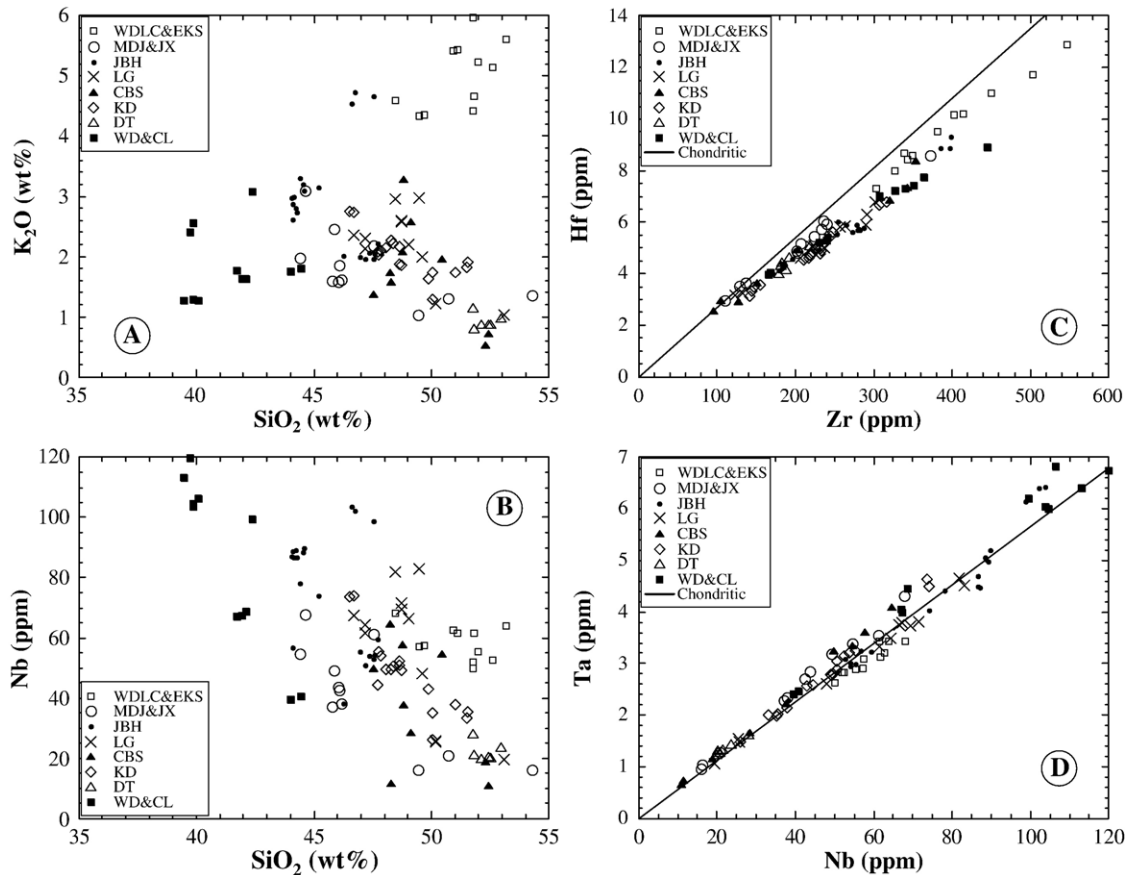 6
5
4
3
2
1
0
K₂O (wt%)
WDLC&EKS
MDJ&JX
JBH
LG
CBS
KD
DT
WD&CL
A
35 40 45 50 55
SiO₂ (wt%)
14
12
10
8
6
4
2
0
Hf (ppm)
WDLC&EKS
MDJ&JX
JBH
LG
CBS
KD
DT
WD&CL
Chondritic
C
0 100 200 300 400 500 600
Zr (ppm)
120
100
80
60
40
20
0
Nb (ppm)
B
WDLC&EKS
MDJ&JX
JBH
LG
CBS
KD
DT
WD&CL
35 40 45 50 55
SiO₂ (wt%)
7
6
5
4
3
2
1
0
Ta (ppm)
WDLC&EKS
MDJ&JX
JBH
LG
CBS
KD
DT
WD&CL
Chondritic
D
0 20 40 60 80 100 120
Nb (ppm)